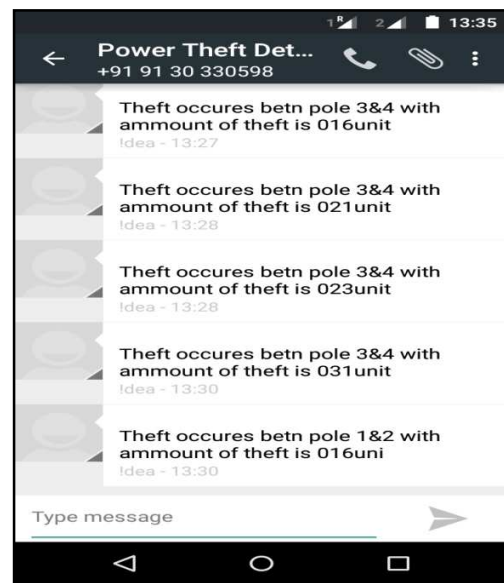 1 R 2 13:35
Power Theft Det...
+91 91 30 330598
Theft occures betn pole 3&4 with
ammount of theft is 016unit
!dea - 13:27
Theft occures betn pole 3&4 with
ammount of theft is 021unit
!dea - 13:28
Theft occures betn pole 3&4 with
ammount of theft is 023unit
!dea - 13:28
Theft occures betn pole 3&4 with
ammount of theft is 031unit
!dea - 13:30
Theft occures betn pole 1&2 with
ammount of theft is 016uni
!dea - 13:30
Type message